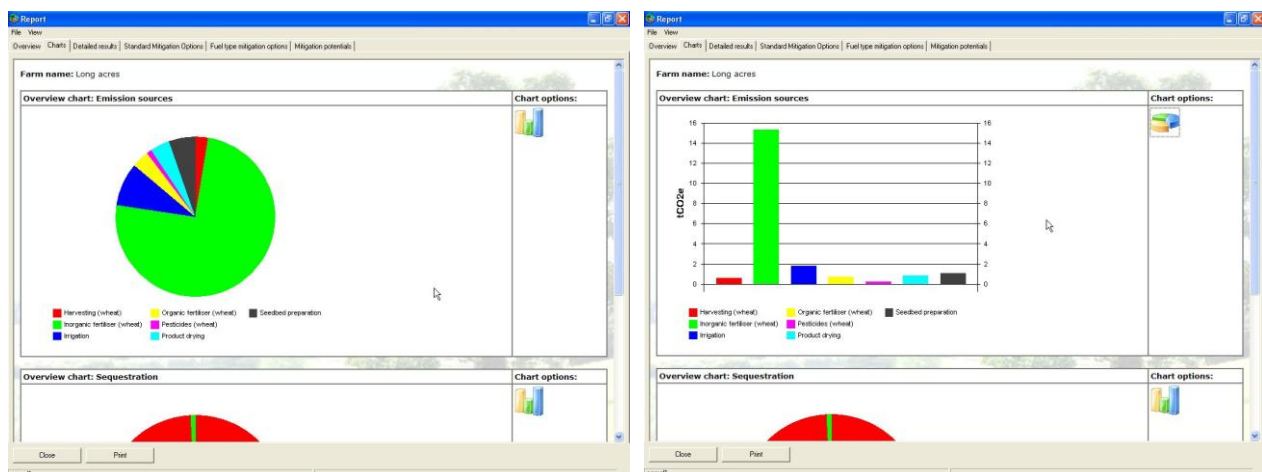 Report
File View
Overview Charts Detailed results Standard Mitigation Options Fuel type mitigation options Mitigation potentials
Farm name: Long acres
Overview chart: Emission sources Chart options:
Harvesting (wheat) Organic fertiliser (wheat) Seedbed preparation
Inorganic fertiliser (wheat) Pesticides (wheat)
Irrigation Product drying
Overview chart: Sequestration Chart options:
Close Print
Report
File View
Overview Charts Detailed results Standard Mitigation Options Fuel type mitigation options Mitigation potentials
Farm name: Long acres
Overview chart: Emission sources Chart options:
16 16
14 14
12 12
10 10
8 8
6 6
4 4
2 2
0 0
tCO2e
Harvesting (wheat) Organic fertiliser (wheat) Seedbed preparation
Inorganic fertiliser (wheat) Pesticides (wheat)
Irrigation Product drying
Overview chart: Sequestration Chart options:
Close Print